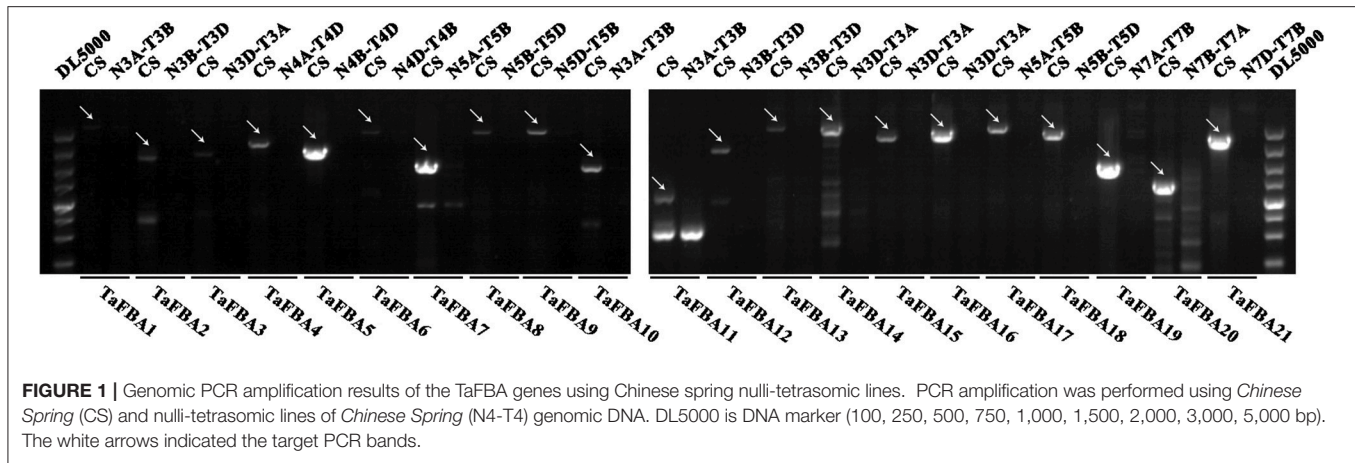 DL5000
CS
N3A-T3B
CS
N3B-T3D
CS
N3D-T3A
CS
N4A-T4D
CS
N4B-T4D
CS
N4D-T4B
CS
N5A-T5B
CS
N5B-T5D
CS
N5D-T5B
CS
N3A-T3B
CS
N3A-T3B
CS
N3B-T3D
CS
N3B-T3D
CS
N3D-T3A
CS
N3D-T3A
CS
N3D-T3A
CS
N5A-T5B
CS
N5B-T5D
CS
N7A-T7B
CS
N7B-T7A
CS
N7D-T7B
DL5000
TaFBA1
TaFBA2
TaFBA3
TaFBA4
TaFBA5
TaFBA6
TaFBA7
TaFBA8
TaFBA9
TaFBA10
TaFBA11
TaFBA12
TaFBA13
TaFBA14
TaFBA15
TaFBA16
TaFBA17
TaFBA18
TaFBA19
TaFBA20
TaFBA21
FIGURE 1 | Genomic PCR amplification results of the TaFBA genes using Chinese spring nulli-tetrasomic lines. PCR amplification was performed using Chinese
Spring (CS) and nulli-tetrasomic lines of Chinese Spring (N4-T4) genomic DNA. DL5000 is DNA marker (100, 250, 500, 750, 1,000, 1,500, 2,000, 3,000, 5,000 bp).
The white arrows indicated the target PCR bands.